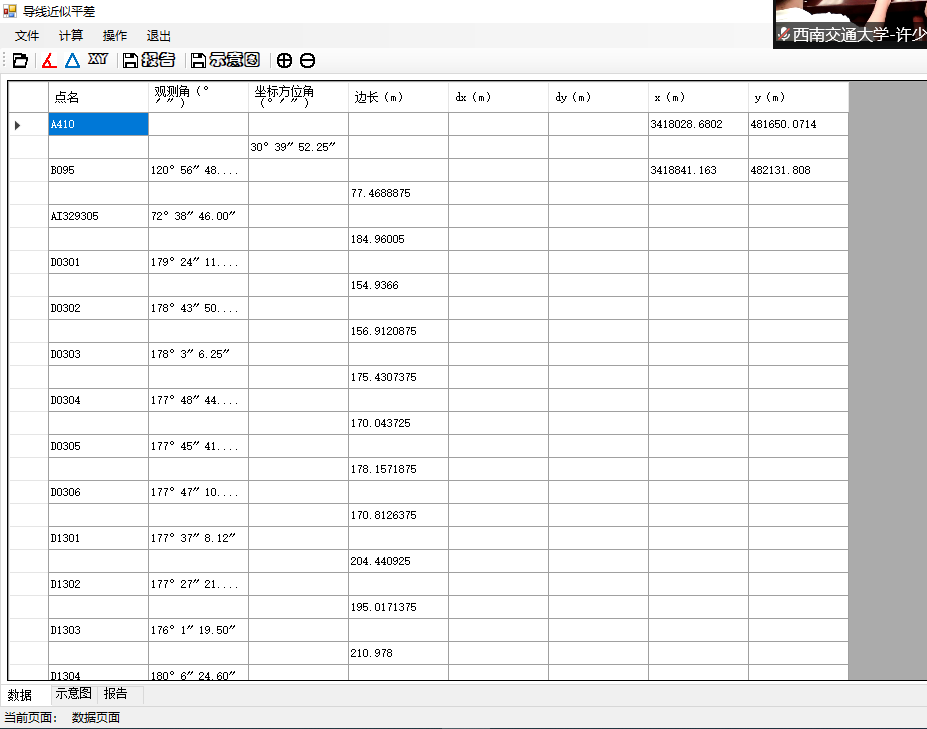 导线近似平差
西南交通大学-许少
文件 计算 操作 退出
XY 报告 示意图
点名 观测角（° ′ ″） 坐标方位角（° ′ ″） 边长（m） dx（m） dy（m） x（m） y（m）
A410 3418028.6802 481650.0714
30° 39″ 52.25″
B095 120° 56″ 48.... 3418841.163 482131.808
77.4688875
AI329305 72° 38″ 46.00″
184.96005
D0301 179° 24″ 11....
154.9366
D0302 178° 43″ 50....
156.9120875
D0303 178° 3″ 6.25″
175.4307375
D0304 177° 48″ 44....
170.043725
D0305 177° 45″ 41....
178.1571875
D0306 177° 47″ 10....
170.8126375
D1301 177° 37″ 8.12″
204.440925
D1302 177° 27″ 21....
195.0171375
D1303 176° 1″ 19.50″
210.978
D1304 180° 6″ 24.60″
数据 示意图 报告
当前页面： 数据页面